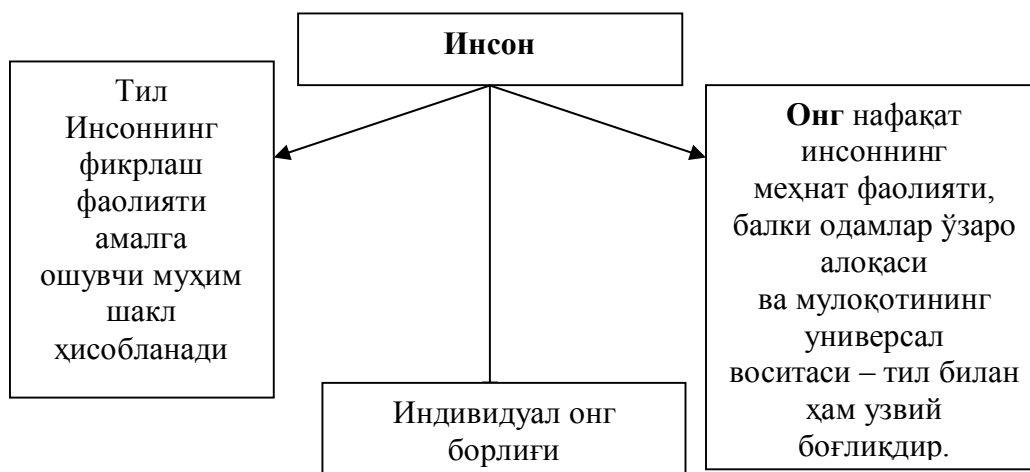 Инсон
Тил
Инсоннинг
фикрлаш
фаолияти
амалга
ошувчи муҳим
шакл
ҳисобланади
Онг нафақат
инсоннинг
меҳнат фаолияти,
балки одамлар ўзаро
алоқаси
ва мулоқотининг
универсал
воситаси – тил билан
ҳам узвий
боғлиқдир.
Индивидуал онг
борлиғи